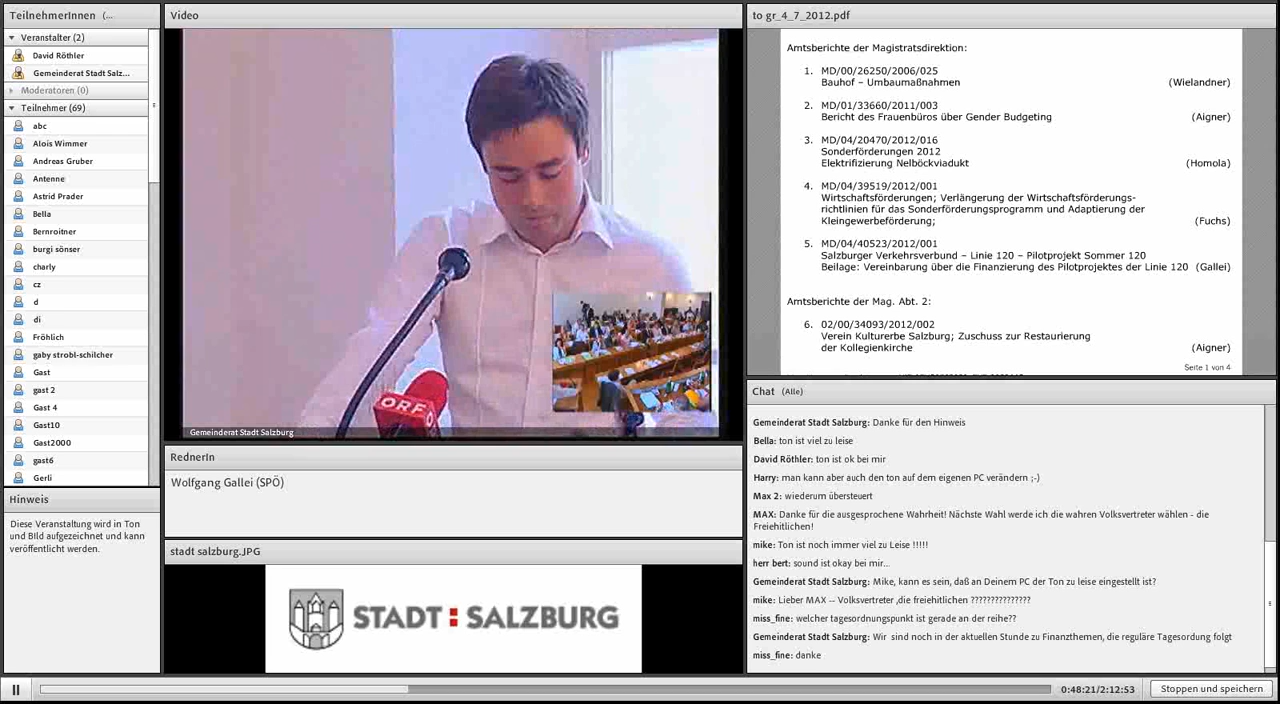 TeilnehmerInnen (...
Veranstalter (2)
David Röthler
Gemeinderat Stadt Salz...
Moderatoren (0)
Teilnehmer (69)
abc
Alois Wimmer
Andreas Gruber
Antenne
Astrid Prader
Bella
Bernroitner
burgi sönser
charly
cz
d
di
Fröhlich
gaby strobl-schilcher
Gast
gast 2
Gast 4
Gast10
Gast2000
gast6
Gerli
Hinweis
Diese Veranstaltung wird in Ton
und BIld aufgezeichnet und kann
veröffentlicht werden.
Video
ORF
Gemeinderat Stadt Salzburg
RednerIn
Wolfgang Gallei (SPÖ)
stadt salzburg.JPG
STADT : SALZBURG
to gr_4_7_2012.pdf
Amtsberichte der Magistratsdirektion:
1. MD/00/26250/2006/025
Bauhof – Umbaumaßnahmen (Wielandner)
2. MD/01/33660/2011/003
Bericht des Frauenbüros über Gender Budgeting (Aigner)
3. MD/04/20470/2012/016
Sonderförderungen 2012
Elektrifizierung Nelböckviadukt (Homola)
4. MD/04/39519/2012/001
Wirtschaftsförderungen; Verlängerung der Wirtschaftsförderungs-
richtlinien für das Sonderförderungsprogramm und Adaptierung der
Kleingewerbeförderung; (Fuchs)
5. MD/04/40523/2012/001
Salzburger Verkehrsverbund – Linie 120 – Pilotprojekt Sommer 120
Beilage: Vereinbarung über die Finanzierung des Pilotprojektes der Linie 120 (Gallei)
Amtsberichte der Mag. Abt. 2:
6. 02/00/34093/2012/002
Verein Kulturerbe Salzburg; Zuschuss zur Restaurierung
der Kollegienkirche (Aigner)
Seite 1 von 4
Chat (Alle)
Gemeinderat Stadt Salzburg: Danke für den Hinweis
Bella: ton ist viel zu leise
David Röthler: ton ist ok bei mir
Harry: man kann aber auch den ton auf dem eigenen PC verändern ;-)
Max 2: wiederum übersteuert
MAX: Danke für die ausgesprochene Wahrheit! Nächste Wahl werde ich die wahren Volksvertreter wählen - die
Freiehitlichen!
mike: Ton ist noch immer viel zu Leise !!!!!
herr bert: sound ist okay bei mir...
Gemeinderat Stadt Salzburg: Mike, kann es sein, daß an Deinem PC der Ton zu leise eingestellt ist?
mike: Lieber MAX -- Volksvertreter ,die freiehitlichen ???????????????
miss_fine: welcher tagesordnungspunkt ist gerade an der reihe??
Gemeinderat Stadt Salzburg: Wir sind noch in der aktuellen Stunde zu Finanzthemen, die reguläre Tagesordung folgt
miss_fine: danke
0:48:21/2:12:53
Stoppen und speichern